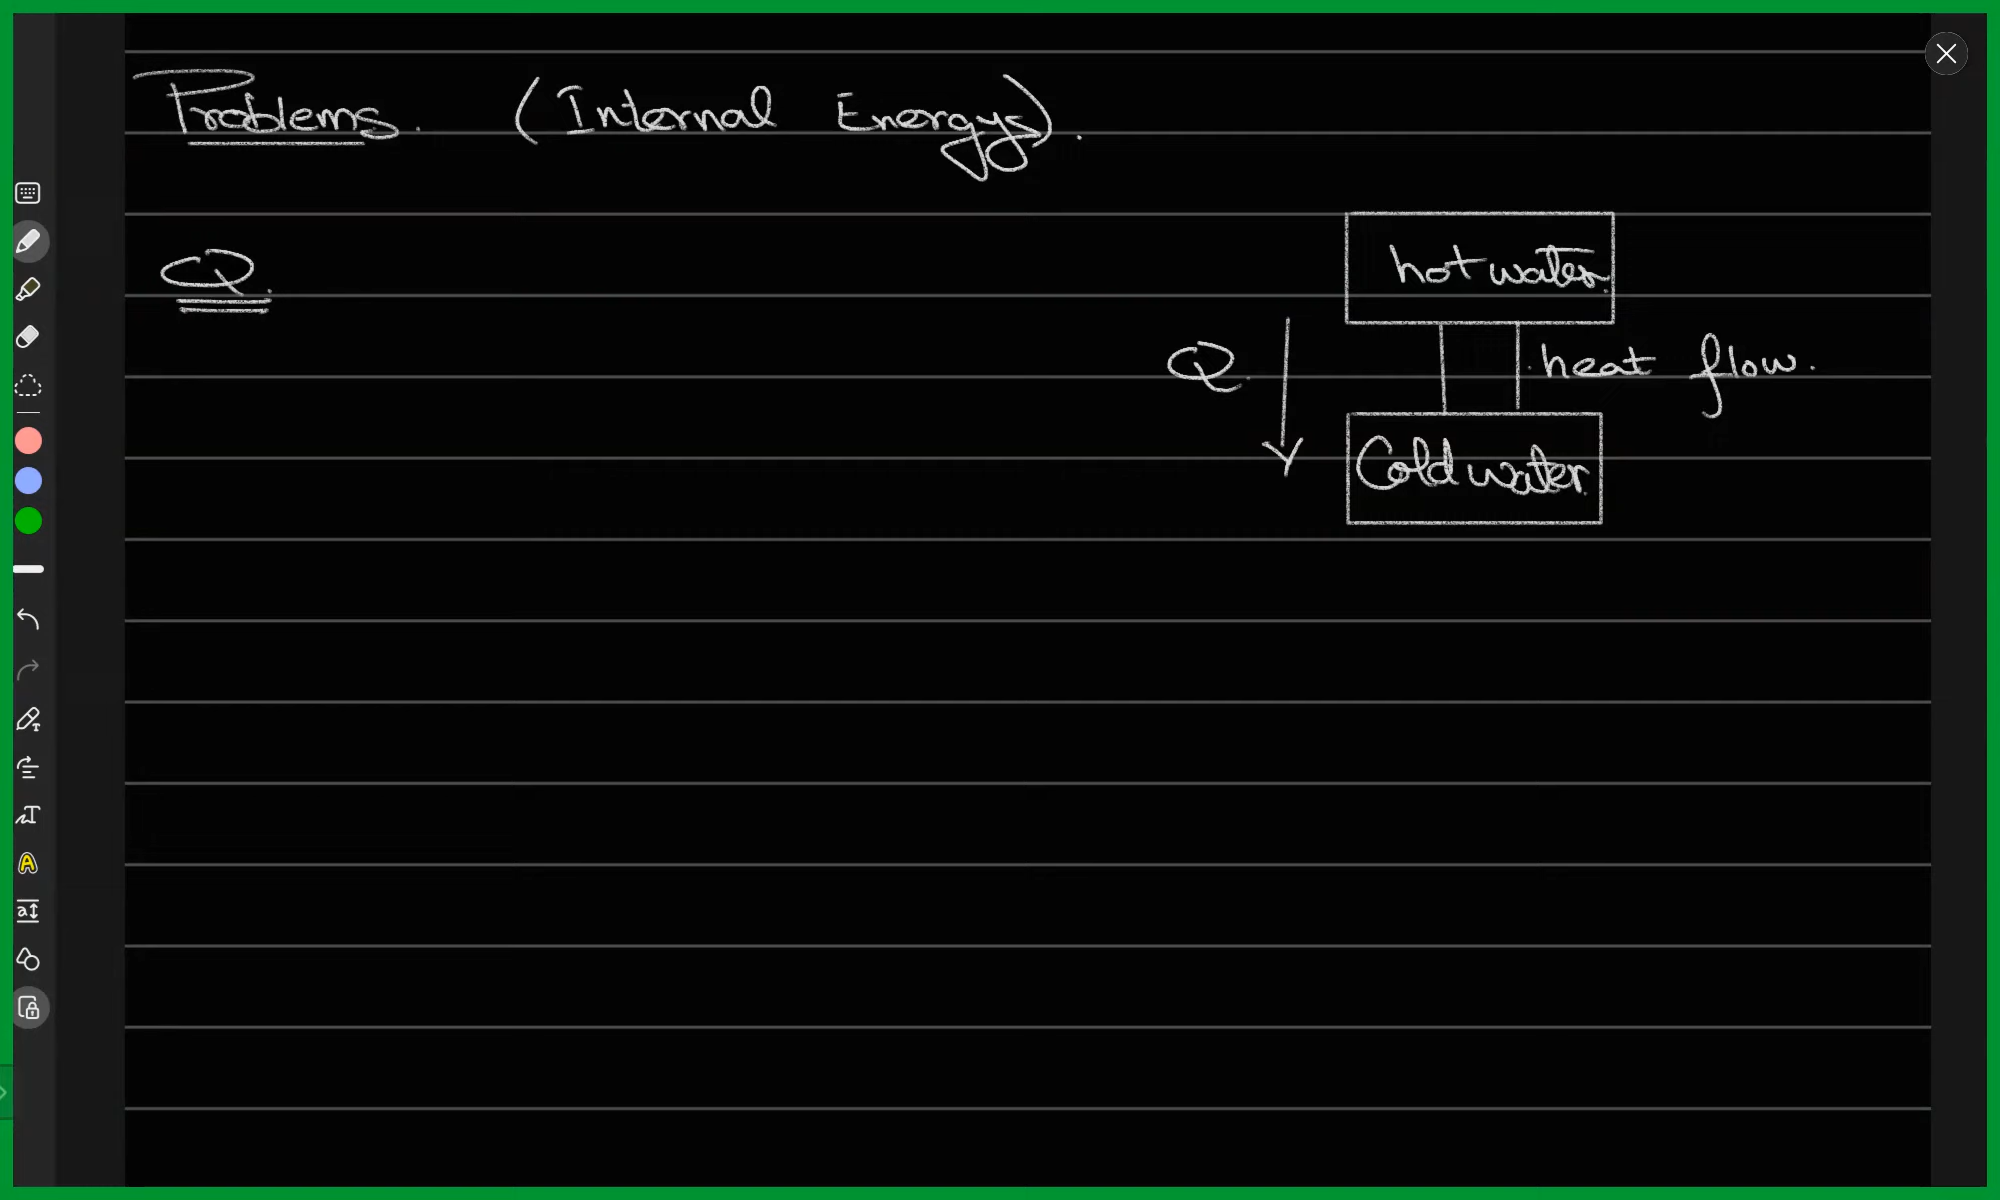 Problems. (Internal Energy).
Q.
hot water.
Q. heat flow.
Cold water.